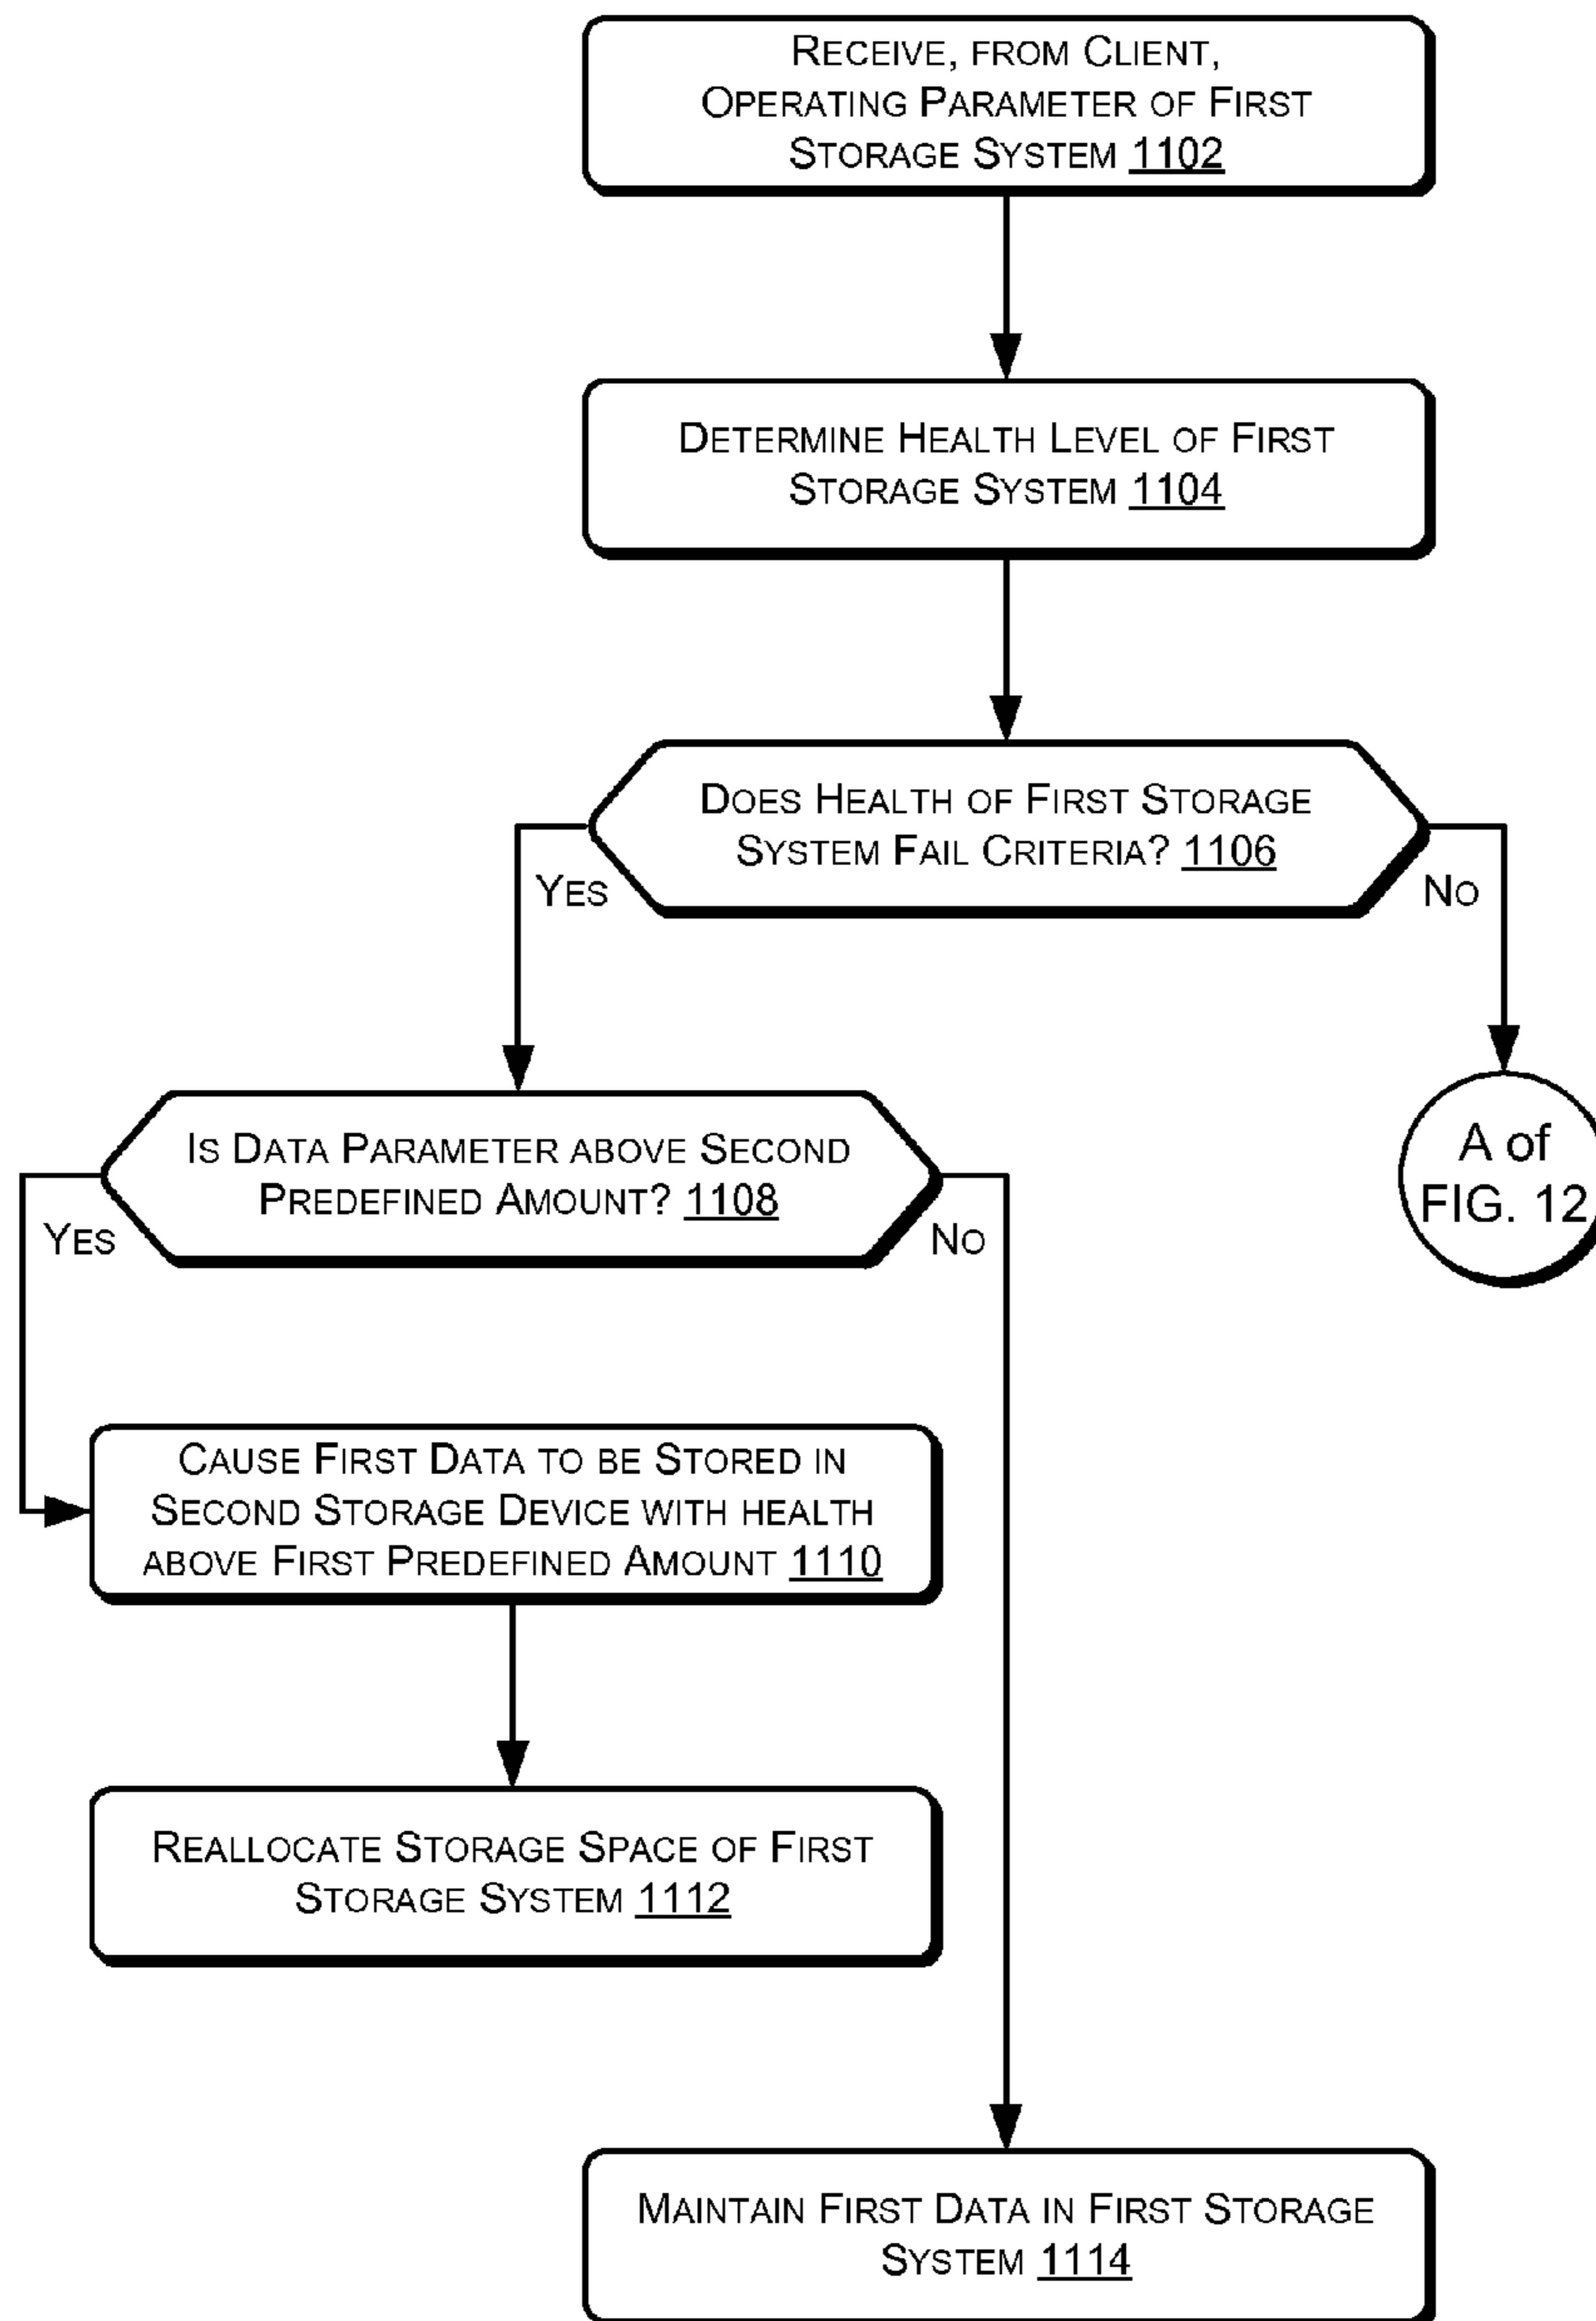 RECEIVE, FROM CLIENT,
OPERATING PARAMETER OF FIRST
STORAGE SYSTEM 1102
DETERMINE HEALTH LEVEL OF FIRST
STORAGE SYSTEM 1104
DOES HEALTH OF FIRST STORAGE
SYSTEM FAIL CRITERIA? 1106
YES
NO
IS DATA PARAMETER ABOVE SECOND
PREDEFINED AMOUNT? 1108
YES
NO
A of
FIG. 12
CAUSE FIRST DATA TO BE STORED IN
SECOND STORAGE DEVICE WITH HEALTH
ABOVE FIRST PREDEFINED AMOUNT 1110
REALLOCATE STORAGE SPACE OF FIRST
STORAGE SYSTEM 1112
MAINTAIN FIRST DATA IN FIRST STORAGE
SYSTEM 1114